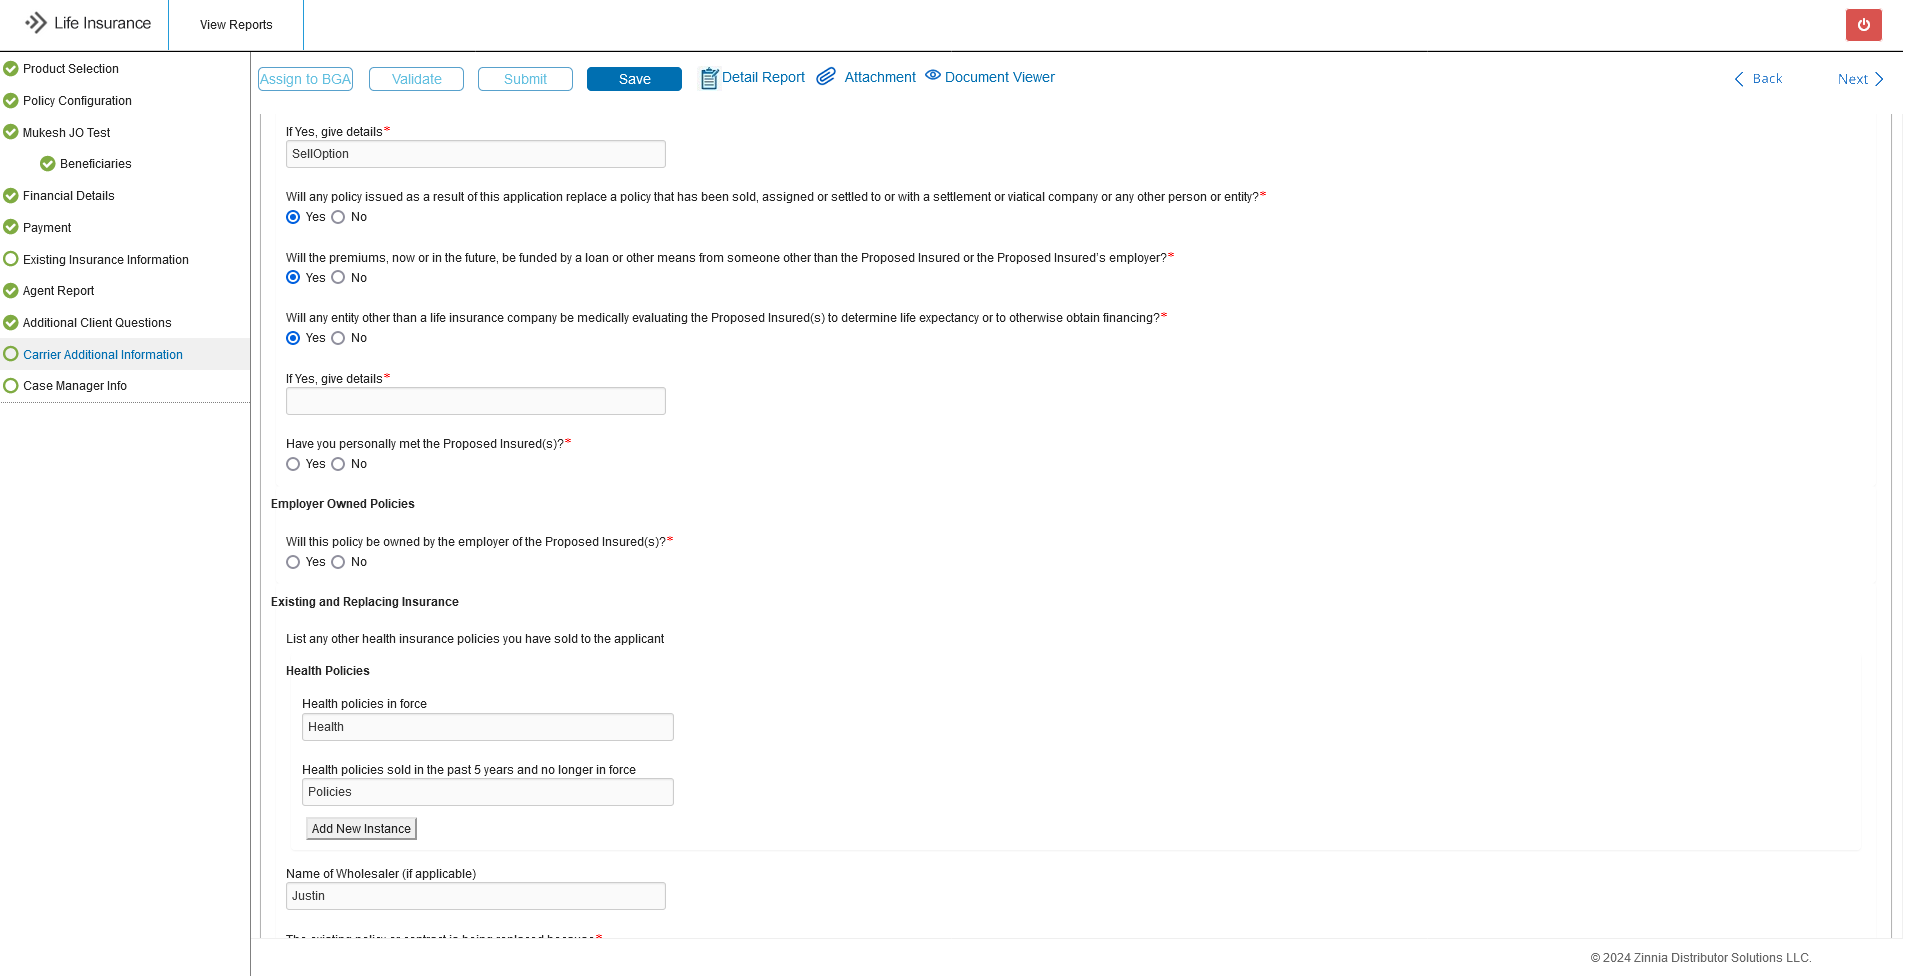 Life Insurance
View Reports
Product Selection
Policy Configuration
Mukesh JO Test
Beneficiaries
Financial Details
Payment
Existing Insurance Information
Agent Report
Additional Client Questions
Carrier Additional Information
Case Manager Info
Assign to BGA
Validate
Submit
Save
Detail Report
Attachment
Document Viewer
Back
Next
If Yes, give details*
SellOption
Will any policy issued as a result of this application replace a policy that has been sold, assigned or settled to or with a settlement or viatical company or any other person or entity?*
Yes No
Will the premiums, now or in the future, be funded by a loan or other means from someone other than the Proposed Insured or the Proposed Insured's employer?*
Yes No
Will any entity other than a life insurance company be medically evaluating the Proposed Insured(s) to determine life expectancy or to otherwise obtain financing?*
Yes No
If Yes, give details*
Have you personally met the Proposed Insured(s)?*
Yes No
Employer Owned Policies
Will this policy be owned by the employer of the Proposed Insured(s)?*
Yes No
Existing and Replacing Insurance
List any other health insurance policies you have sold to the applicant
Health Policies
Health policies in force
Health
Health policies sold in the past 5 years and no longer in force
Policies
Add New Instance
Name of Wholesaler (if applicable)
Justin
The existing policy or contract is being replaced because*
© 2024 Zinnia Distributor Solutions LLC.